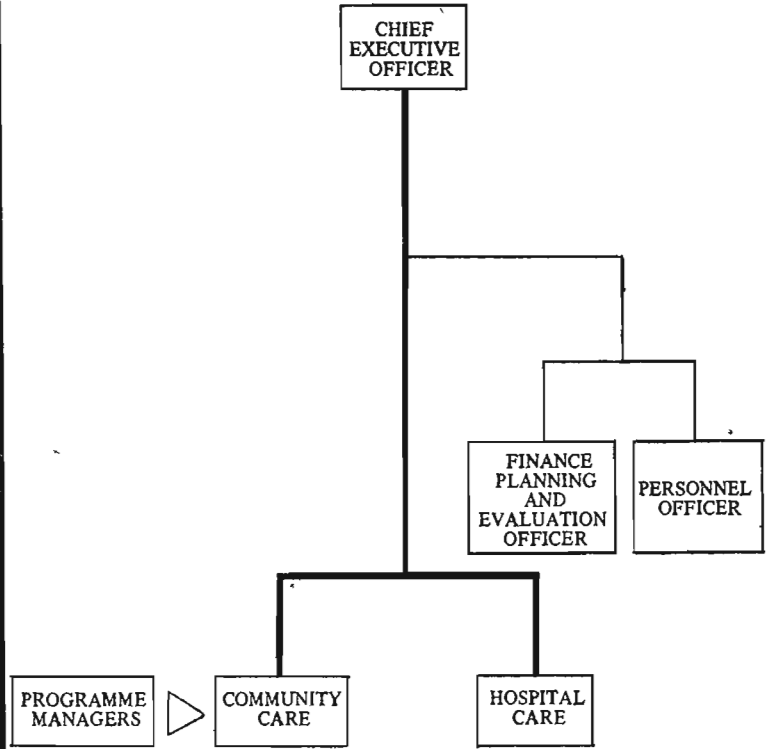 CHIEF
EXECUTIVE
OFFICER
FINANCE
PLANNING
AND
EVALUATION
OFFICER
PERSONNEL
OFFICER
PROGRAMME
MANAGERS
COMMUNITY
CARE
HOSPITAL
CARE